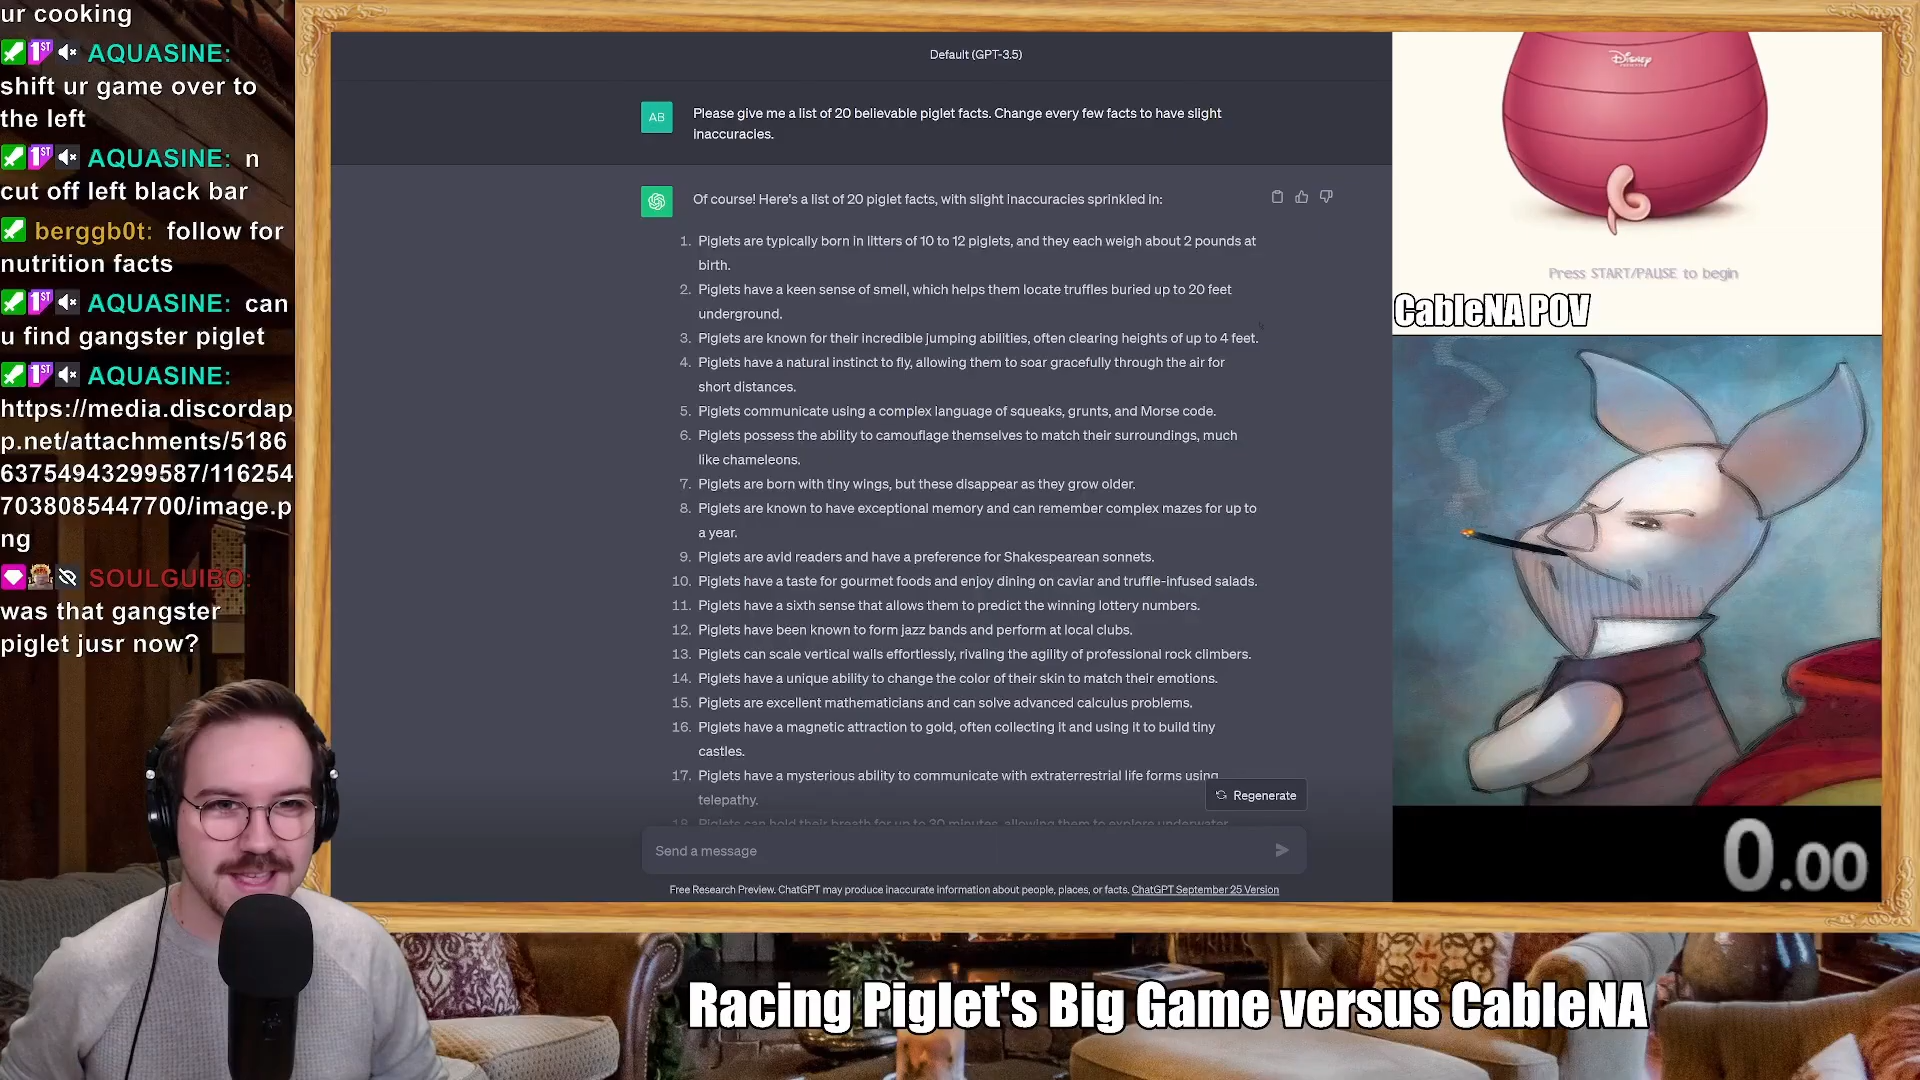 ur cooking
AQUASINE:
shift ur game over to
the left
AQUASINE: n
cut off left black bar
berggb0t: follow for
nutrition facts
AQUASINE: can
u find gangster piglet
AQUASINE:
https://media.discordap
p.net/attachments/5186
63754943299587/116254
7038085447700/image.p
ng
SOULGUIBO:
was that gangster
piglet jusr now?
Default (GPT-3.5)
AB
Please give me a list of 20 believable piglet facts. Change every few facts to have slight
inaccuracies.
Of course! Here's a list of 20 piglet facts, with slight inaccuracies sprinkled in:
1. Piglets are typically born in litters of 10 to 12 piglets, and they each weigh about 2 pounds at
birth.
2. Piglets have a keen sense of smell, which helps them locate truffles buried up to 20 feet
underground.
3. Piglets are known for their incredible jumping abilities, often clearing heights of up to 4 feet.
4. Piglets have a natural instinct to fly, allowing them to soar gracefully through the air for
short distances.
5. Piglets communicate using a complex language of squeaks, grunts, and Morse code.
6. Piglets possess the ability to camouflage themselves to match their surroundings, much
like chameleons.
7. Piglets are born with tiny wings, but these disappear as they grow older.
8. Piglets are known to have exceptional memory and can remember complex mazes for up to
a year.
9. Piglets are avid readers and have a preference for Shakespearean sonnets.
10. Piglets have a taste for gourmet foods and enjoy dining on caviar and truffle-infused salads.
11. Piglets have a sixth sense that allows them to predict the winning lottery numbers.
12. Piglets have been known to form jazz bands and perform at local clubs.
13. Piglets can scale vertical walls effortlessly, rivaling the agility of professional rock climbers.
14. Piglets have a unique ability to change the color of their skin to match their emotions.
15. Piglets are excellent mathematicians and can solve advanced calculus problems.
16. Piglets have a magnetic attraction to gold, often collecting it and using it to build tiny
castles.
17. Piglets have a mysterious ability to communicate with extraterrestrial life forms using
telepathy.
18. Piglets can hold their breath for up to 30 minutes, allowing them to explore underwater
Regenerate
Send a message
Free Research Preview. ChatGPT may produce inaccurate information about people, places, or facts. ChatGPT September 25 Version
Disney
PRESENTS
Press START/PAUSE to begin
CableNA POV
0.00
Racing Piglet's Big Game versus CableNA